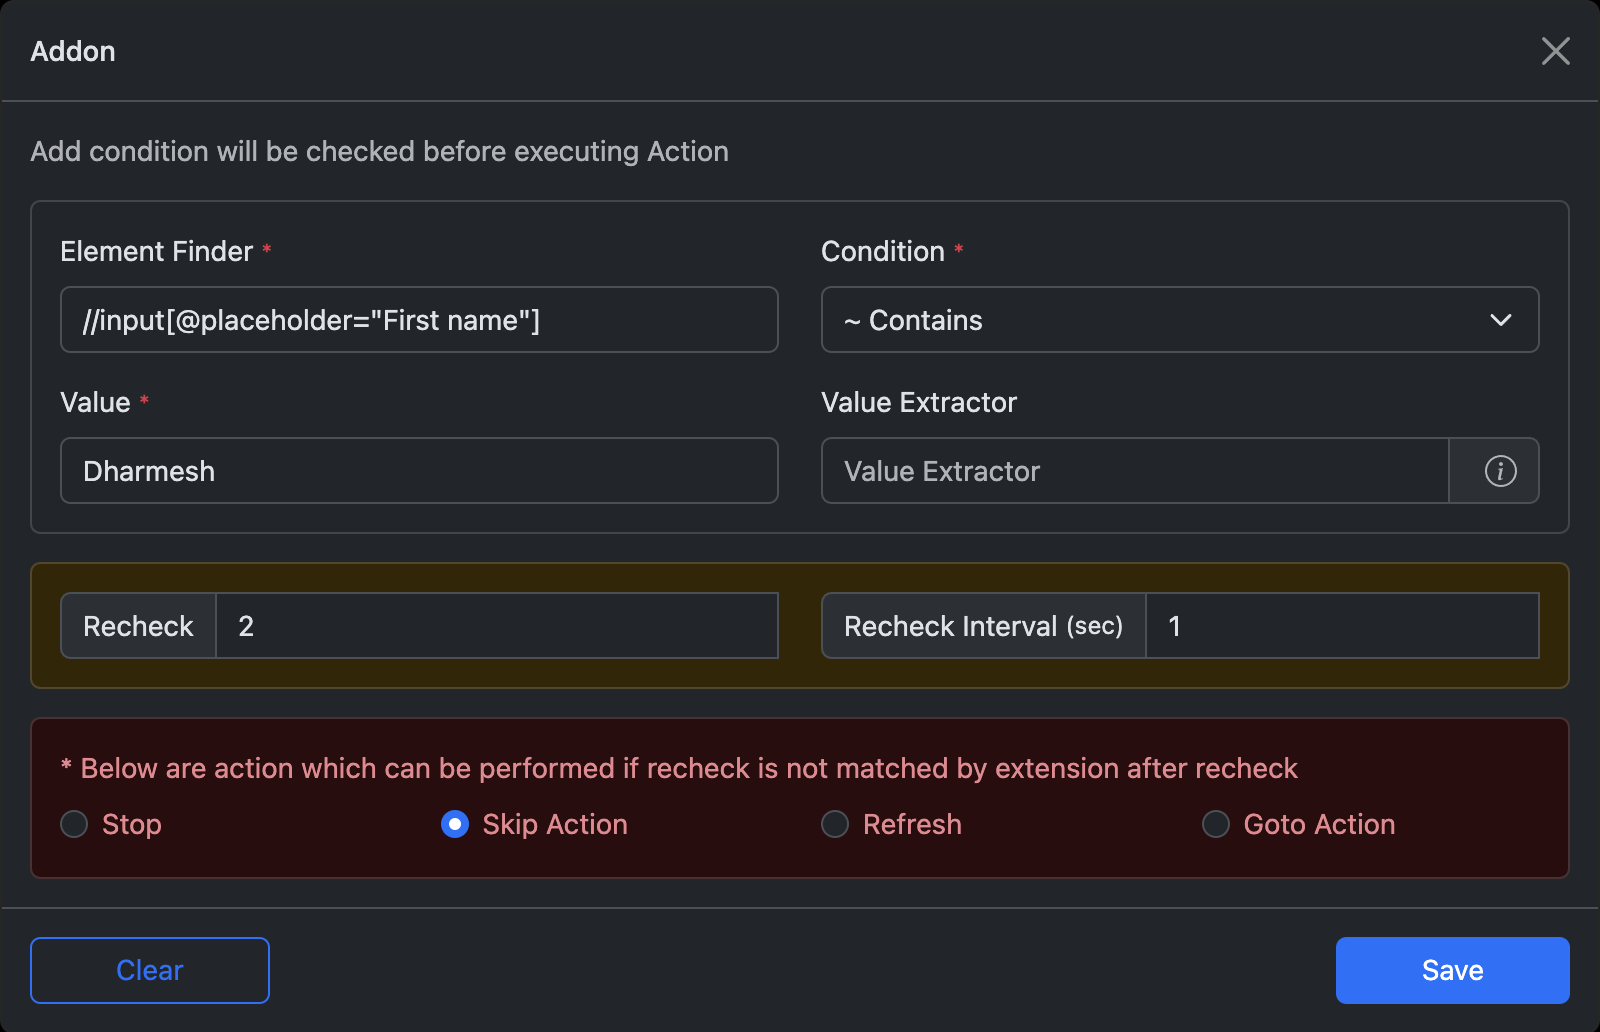 Addon
Add condition will be checked before executing Action
Element Finder *
Condition *
//input[@placeholder="First name"]
~ Contains
Value *
Value Extractor
Dharmesh
Value Extractor
i
Recheck
2
Recheck Interval (sec)
1
* Below are action which can be performed if recheck is not matched by extension after recheck
Stop
Skip Action
Refresh
Goto Action
Clear
Save